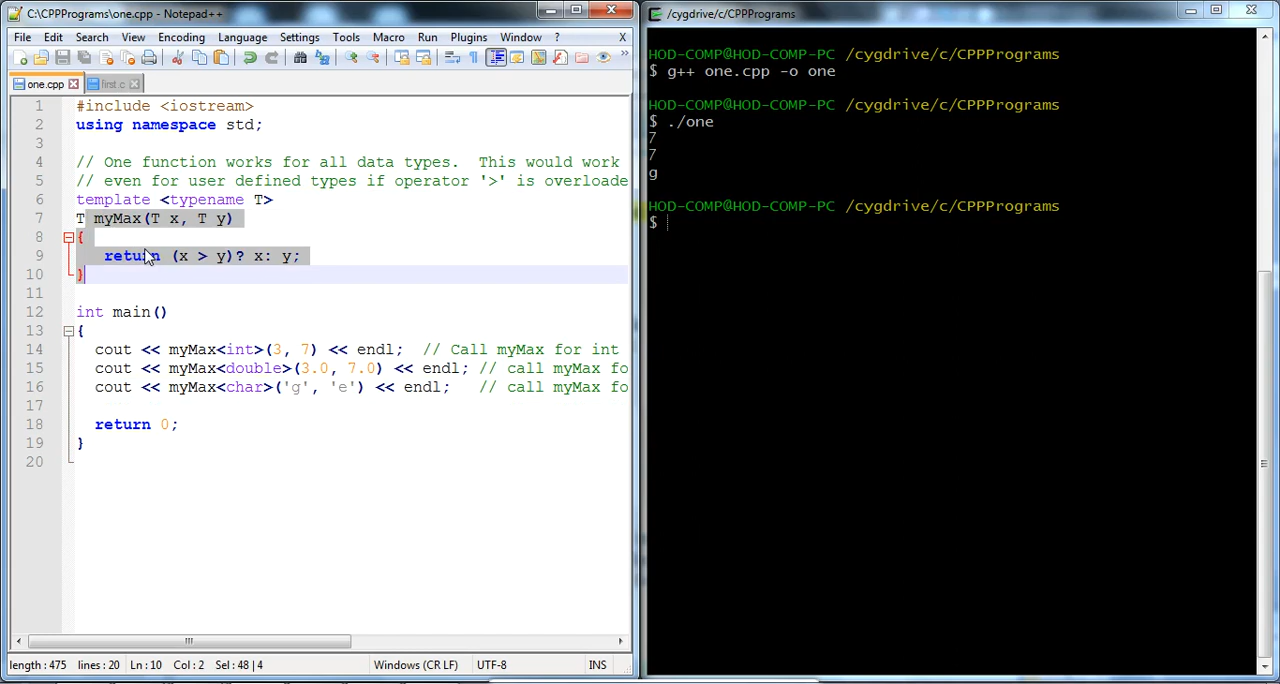 C:\CPPPrograms\one.cpp - Notepad++
File Edit Search View Encoding Language Settings Tools Macro Run Plugins Window ? X
one.cpp first.c
1 #include <iostream>
2 using namespace std;
3
4 // One function works for all data types.  This would work
5 // even for user defined types if operator '>' is overloade
6 template <typename T>
7 T myMax(T x, T y)
8 {
9 return (x > y)? x: y;
10 }
11
12 int main()
13 {
14 cout << myMax<int>(3, 7) << endl;  // Call myMax for int
15 cout << myMax<double>(3.0, 7.0) << endl; // call myMax fo
16 cout << myMax<char>('g', 'e') << endl;   // call myMax fo
17
18 return 0;
19 }
20
length : 475 lines : 20 Ln : 10 Col : 2 Sel : 48 | 4 Windows (CR LF) UTF-8 INS
/cygdrive/c/CPPPrograms
HOD-COMP@HOD-COMP-PC /cygdrive/c/CPPPrograms
$ g++ one.cpp -o one
HOD-COMP@HOD-COMP-PC /cygdrive/c/CPPPrograms
$ ./one
7
7
g
HOD-COMP@HOD-COMP-PC /cygdrive/c/CPPPrograms
$